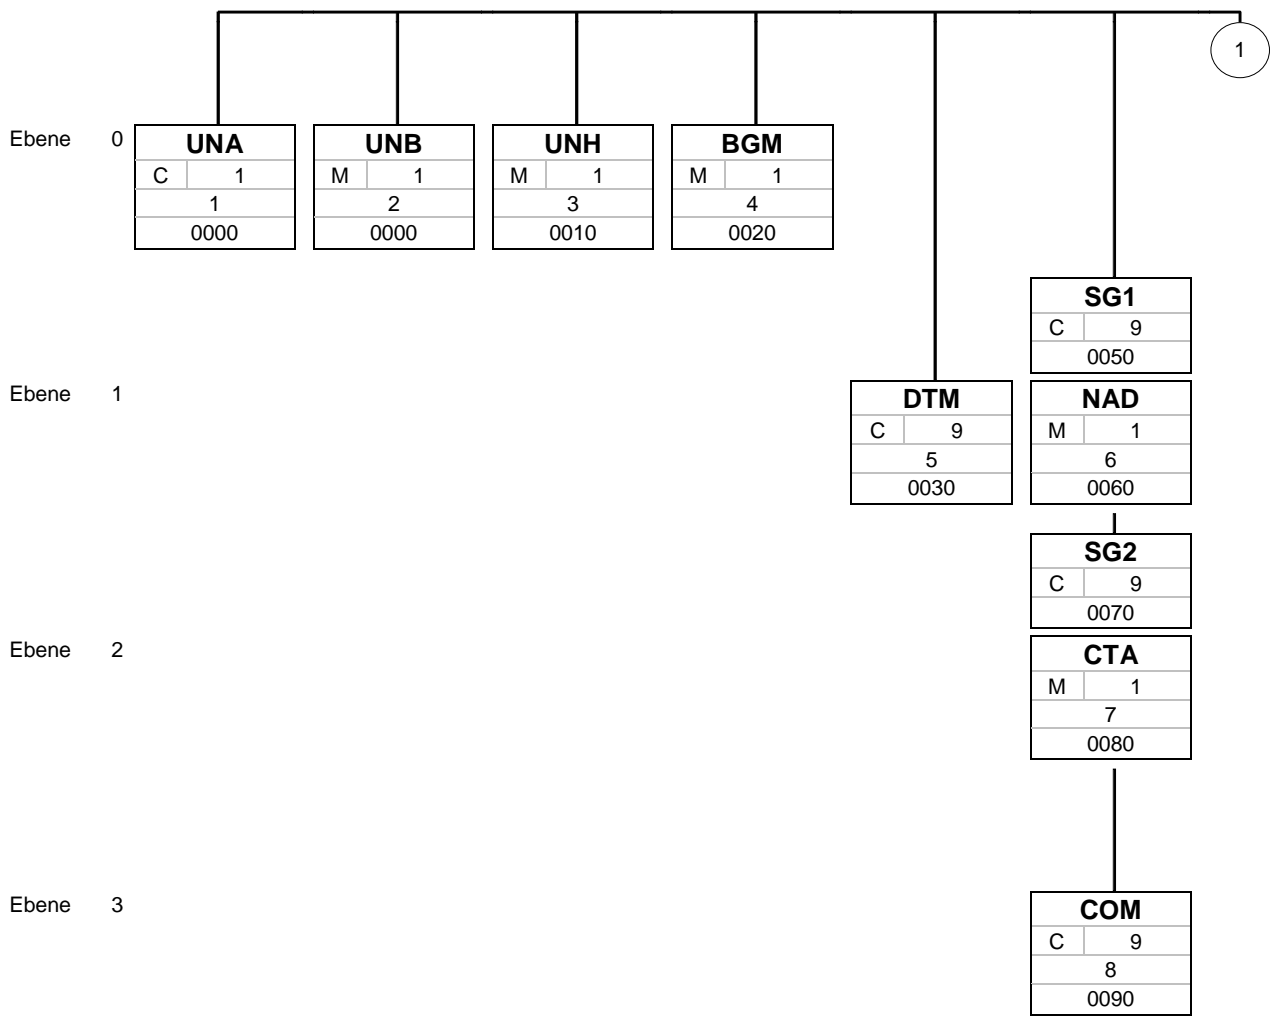 1
Ebene 0 UNA UNB UNH BGM
C 1 M 1 M 1 M 1
1 2 3 4
0000 0000 0010 0020
SG1
C 9
0050
Ebene 1 DTM NAD
C 9 M 1
5 6
0030 0060
SG2
C 9
0070
Ebene 2 CTA
M 1
7
0080
Ebene 3 COM
C 9
8
0090